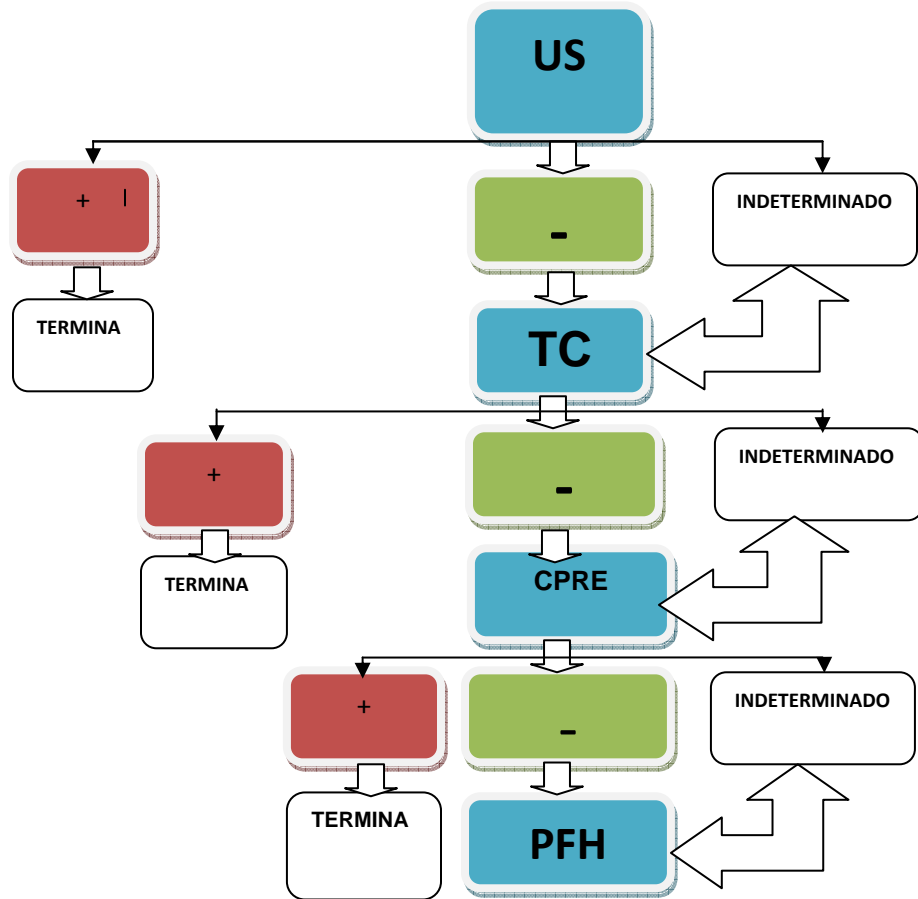 US
+ |
-
INDETERMINADO
TERMINA
TC
+
-
INDETERMINADO
TERMINA
CPRE
+
-
INDETERMINADO
TERMINA
PFH